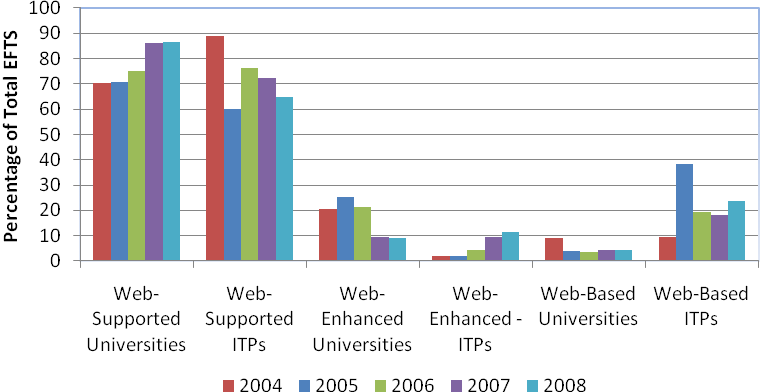 100
90
80
70
60
50
40
30
20
10
0
Percentage of Total EFTS
Web-
Supported
Universities
Web-
Supported
ITPs
Web-
Enhanced
Universities
Web-
Enhanced -
ITPs
Web-Based
Universities
Web-Based
ITPs
2004 2005 2006 2007 2008